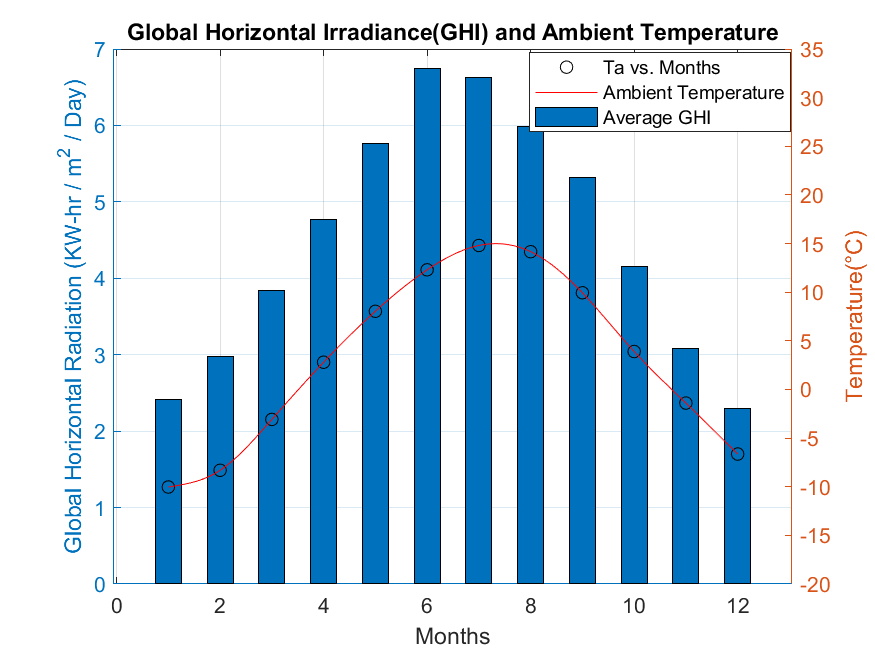 Global Horizontal Irradiance(GHI) and Ambient Temperature
Ta vs. Months
Ambient Temperature
Average GHI
Global Horizontal Radiation (KW-hr / m² / Day)
7
6
5
4
3
2
1
0
35
30
25
20
15
10
5
0
-5
-10
-15
-20
Temperature(°C)
0 2 4 6 8 10 12
Months